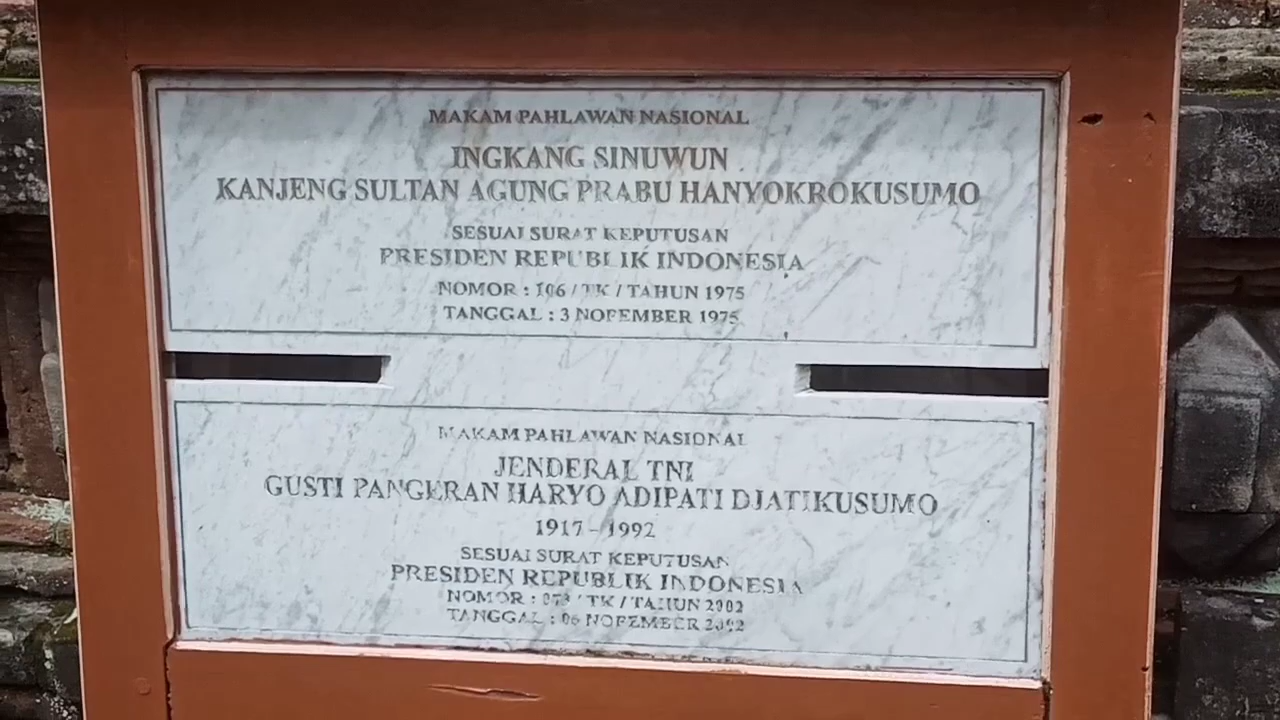 MAKAM PAHLAWAN NASIONAL
INGKANG SINUWUN
KANJENG SULTAN AGUNG PRABU HANYOKROKUSUMO
SESUAI SURAT KEPUTUSAN
PRESIDEN REPUBLIK INDONESIA
NOMOR : 106 / TK / TAHUN 1975
TANGGAL : 3 NOFEMBER 1975
MAKAM PAHLAWAN NASIONAL
JENDERAL TNI
GUSTI PANGERAN HARYO ADIPATI DJATIKUSUMO
1917 - 1992
SESUAI SURAT KEPUTUSAN
PRESIDEN REPUBLIK INDONESIA
NOMOR : 073 / TK / TAHUN 2002
TANGGAL : 06 NOFEMBER 2002